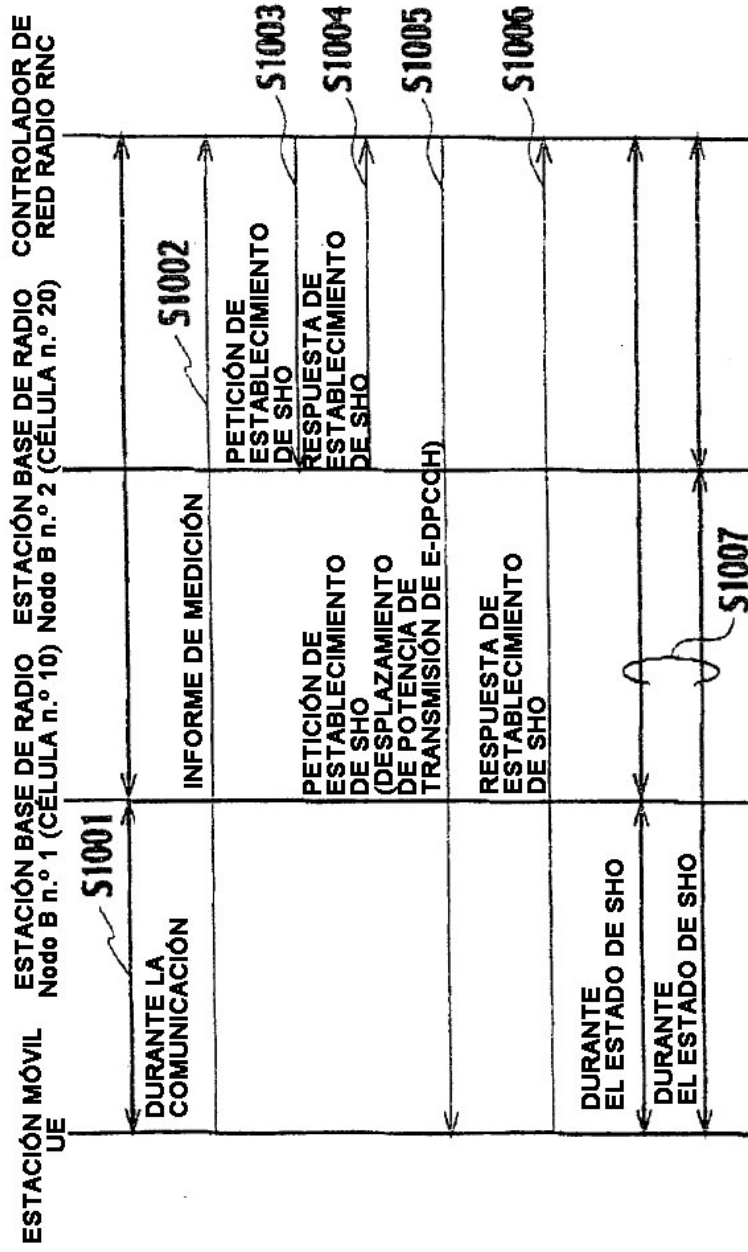 ESTACIÓN MÓVIL
UE
ESTACIÓN BASE DE RADIO
Nodo B n.º 1 (CÉLULA n.º 10)
ESTACIÓN BASE DE RADIO
Nodo B n.º 2 (CÉLULA n.º 20)
CONTROLADOR DE
RED RADIO RNC
S1001
DURANTE LA
COMUNICACIÓN
S1002
INFORME DE MEDICIÓN
PETICIÓN DE
ESTABLECIMIENTO
DE SHO
S1003
RESPUESTA DE
ESTABLECIMIENTO
DE SHO
S1004
PETICIÓN DE
ESTABLECIMIENTO
DE SHO
(DESPLAZAMIENTO
DE POTENCIA DE
TRANSMISIÓN DE E-DPCCH)
S1005
RESPUESTA DE
ESTABLECIMIENTO
DE SHO
S1006
DURANTE
EL ESTADO DE SHO
DURANTE
EL ESTADO DE SHO
S1007